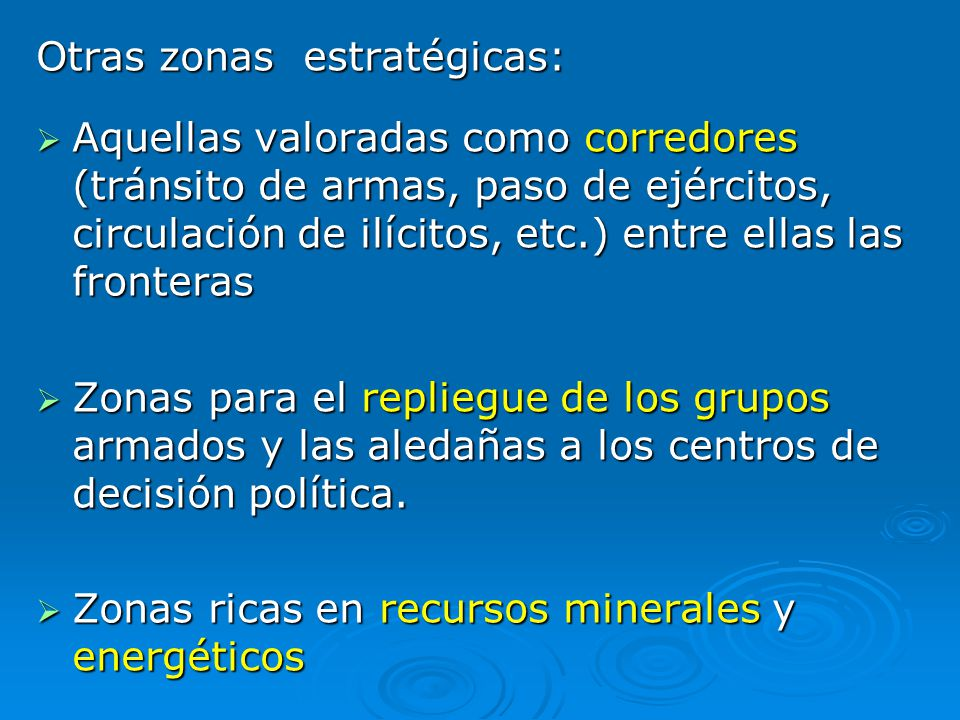 Otras zonas estratégicas:
Aquellas valoradas como corredores
(tránsito de armas, paso de ejércitos,
circulación de ilícitos, etc.) entre ellas las
fronteras
Zonas para el repliegue de los grupos
armados y las aledañas a los centros de
decisión política.
Zonas ricas en recursos minerales y
energéticos